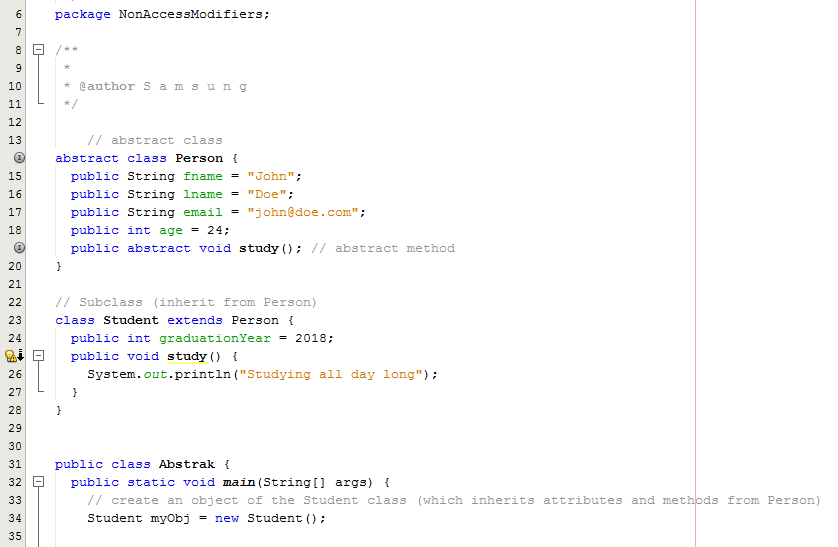 6 package NonAccessModifiers;
7
8 /**
9 *
10 * @author S a m s u n g
11 */
12
13 // abstract class
abstract class Person {
15 public String fname = "John";
16 public String lname = "Doe";
17 public String email = "john@doe.com";
18 public int age = 24;
public abstract void study(); // abstract method
20 }
21
22 // Subclass (inherit from Person)
23 class Student extends Person {
24 public int graduationYear = 2018;
public void study() {
26 System.out.println("Studying all day long");
27 }
28 }
29
30
31 public class Abstrak {
32 public static void main(String[] args) {
33 // create an object of the Student class (which inherits attributes and methods from Person)
34 Student myObj = new Student();
35